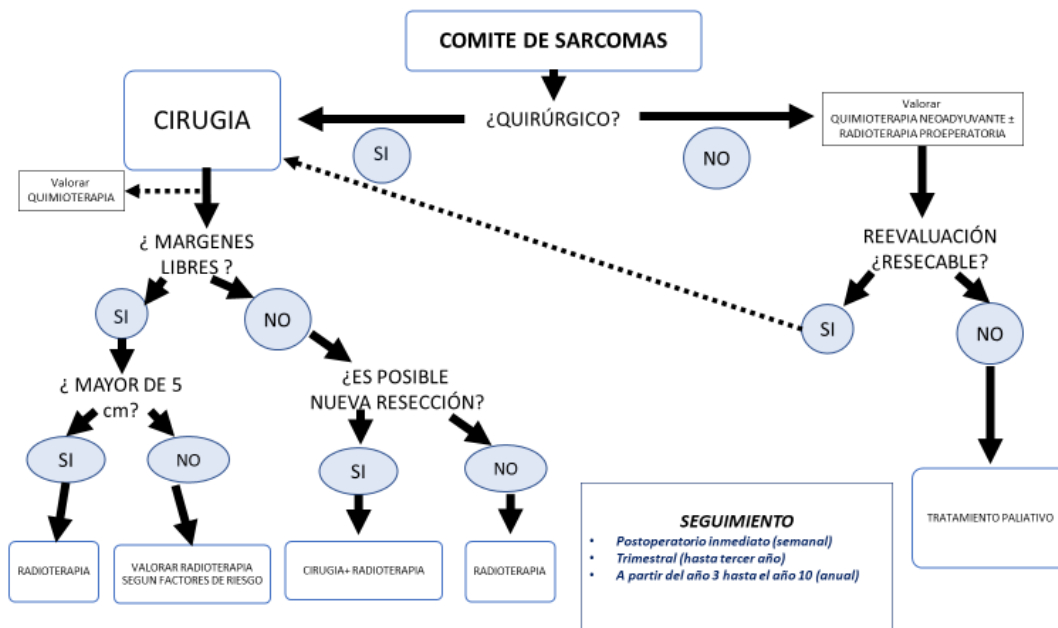 COMITE DE SARCOMAS
¿QUIRÚRGICO?
CIRUGIA
SI
NO
Valorar
QUIMIOTERAPIA NEOADYUVANTE ±
RADIOTERAPIA PROEPERATORIA
Valorar
QUIMIOTERAPIA
¿ MARGENES
LIBRES ?
REEVALUACIÓN
¿RESECABLE?
SI
NO
SI
NO
¿ MAYOR DE 5
cm?
¿ES POSIBLE
NUEVA RESECCIÓN?
SI
NO
SI
NO
RADIOTERAPIA
VALORAR RADIOTERAPIA
SEGUN FACTORES DE RIESGO
CIRUGIA+ RADIOTERAPIA
RADIOTERAPIA
SEGUIMIENTO
• Postoperatorio inmediato (semanal)
• Trimestral (hasta tercer año)
• A partir del año 3 hasta el año 10 (anual)
TRATAMIENTO PALIATIVO